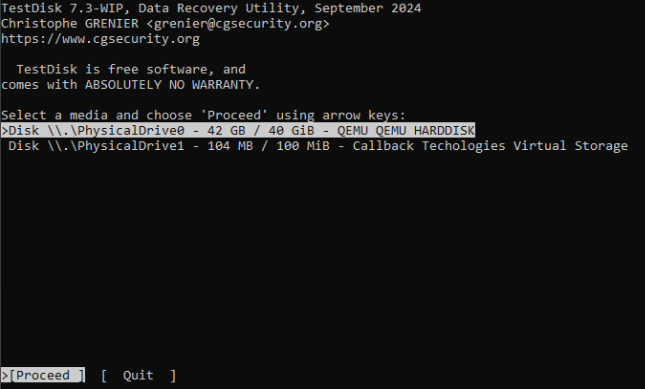 TestDisk 7.3-WIP, Data Recovery Utility, September 2024
Christophe GRENIER <grenier@cgsecurity.org>
https://www.cgsecurity.org
TestDisk is free software, and
comes with ABSOLUTELY NO WARRANTY.
Select a media and choose 'Proceed' using arrow keys:
>Disk \\.\PhysicalDrive0 - 42 GB / 40 GiB - QEMU QEMU HARDDISK
Disk \\.\PhysicalDrive1 - 104 MB / 100 MiB - Callback Techologies Virtual Storage
>[Proceed ]  [  Quit  ]